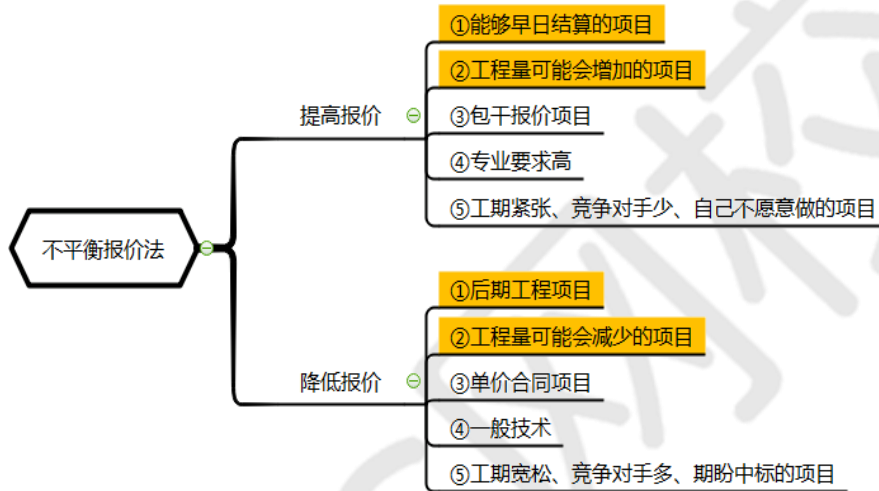 不平衡报价法
提高报价
①能够早日结算的项目
②工程量可能会增加的项目
③包干报价项目
④专业要求高
⑤工期紧张、竞争对手少、自己不愿意做的项目
降低报价
①后期工程项目
②工程量可能会减少的项目
③单价合同项目
④一般技术
⑤工期宽松、竞争对手多、期盼中标的项目